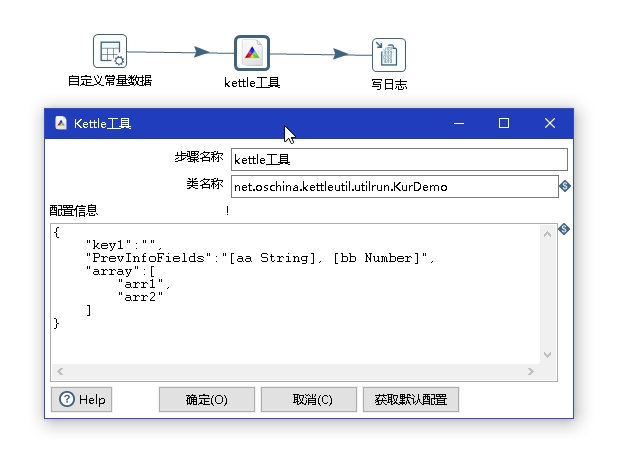 自定义常量数据
kettle工具
写日志
Kettle工具
步骤名称
kettle工具
类名称
net.oschina.kettleutil.utilrun.KurDemo
配置信息
!
{
"key1":"",
"PrevInfoFields":"[aa String], [bb Number]",
"array":[
"arr1",
"arr2"
]
}
Help
确定(O)
取消(C)
获取默认配置